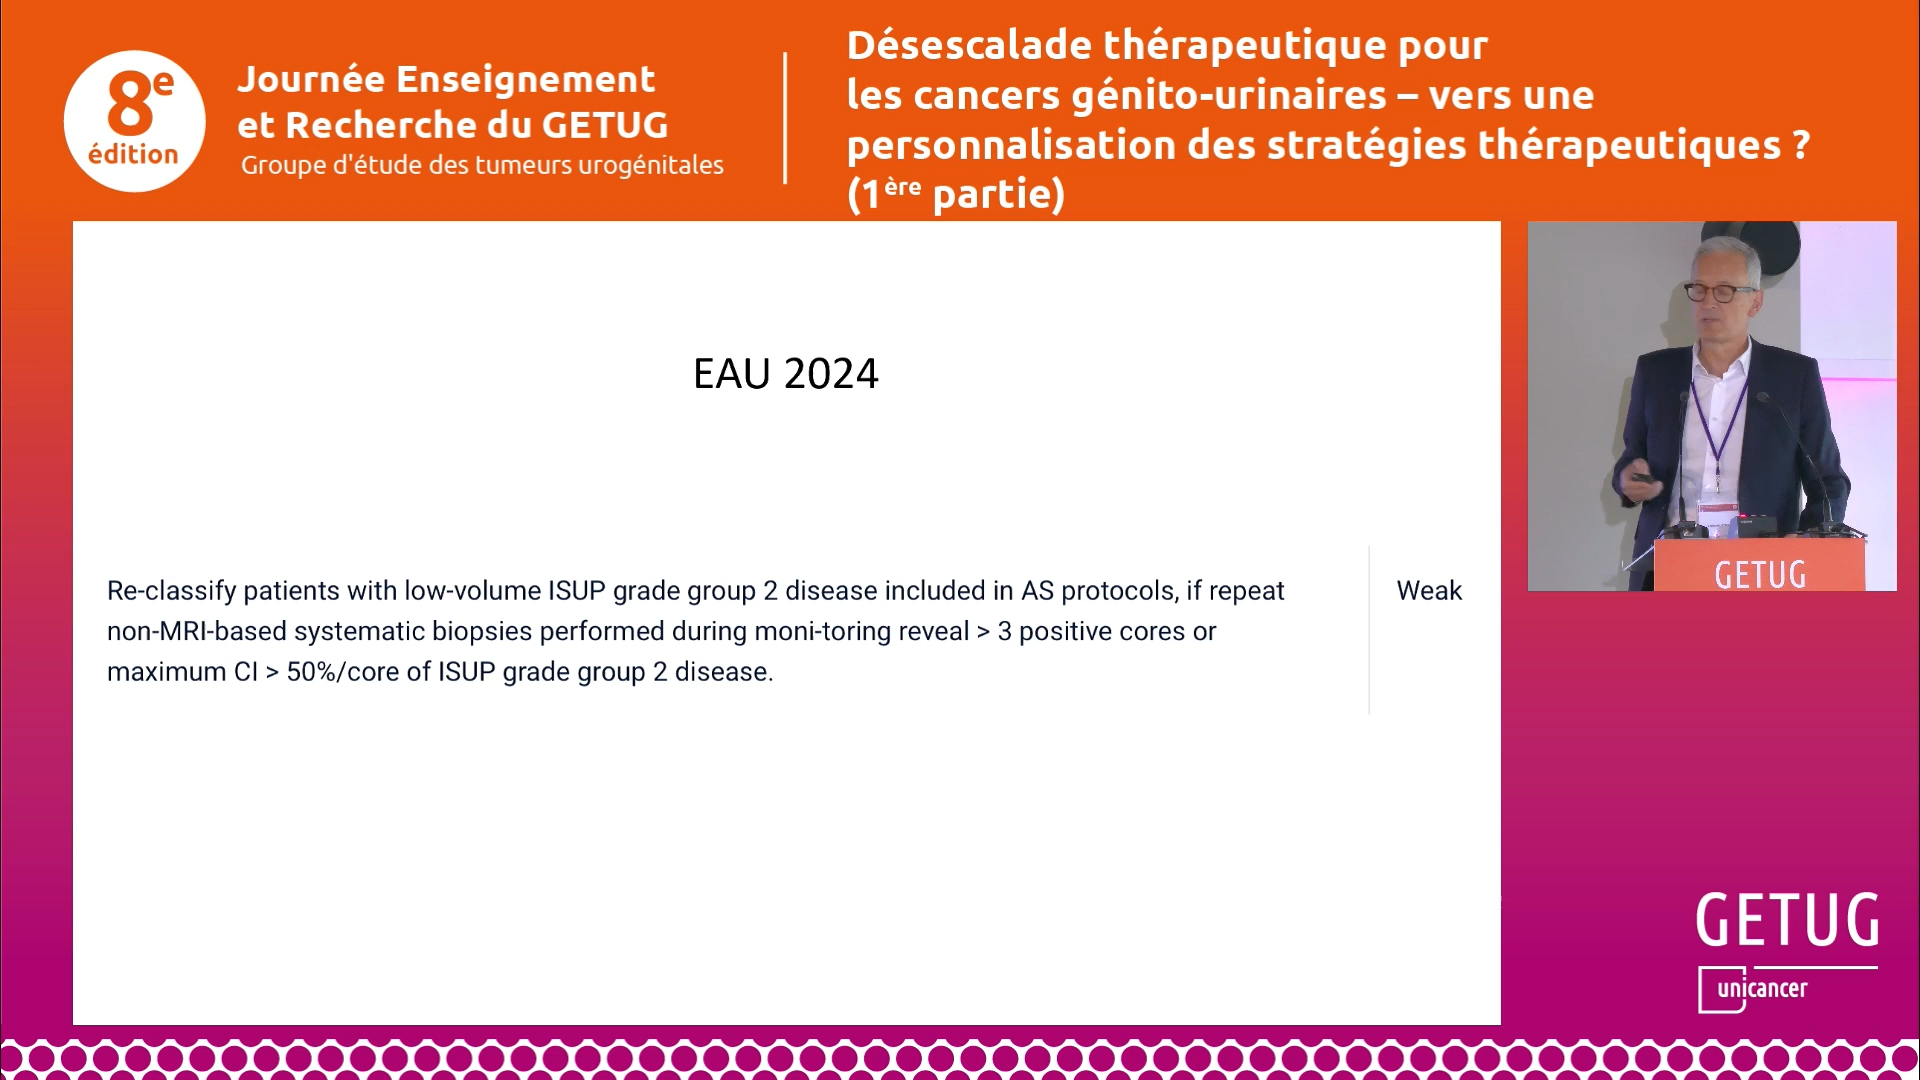 8e
édition
Journée Enseignement
et Recherche du GETUG
Groupe d'étude des tumeurs urogénitales
Désescalade thérapeutique pour
les cancers génito-urinaires – vers une
personnalisation des stratégies thérapeutiques ?
(1ère partie)
EAU 2024
Re-classify patients with low-volume ISUP grade group 2 disease included in AS protocols, if repeat
non-MRI-based systematic biopsies performed during moni-toring reveal > 3 positive cores or
maximum CI > 50%/core of ISUP grade group 2 disease.
Weak
GETUG
GETUG
unicancer